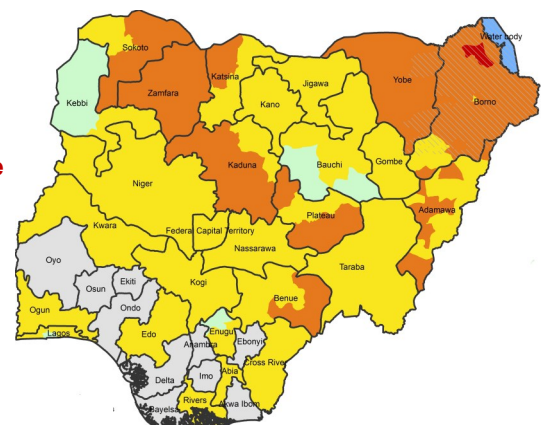 Water body
Sokoto
Katsina
Yobe
Jigawa
Zamfara
Kebbi
Kano
Borno
Kaduna
Bauchi
Gombe
Niger
Adamawa
Plateau
Kwara
Federal Capital Territory
Nassarawa
Taraba
Oyo
Kogi
Osun
Ekiti
Benue
Ondo
Ogun
Edo
Enugu
Lagos
Anambra
Ebonyi
Cross River
Abia
Delta
Imo
Rivers
Bayelsa
Akwa Ibom